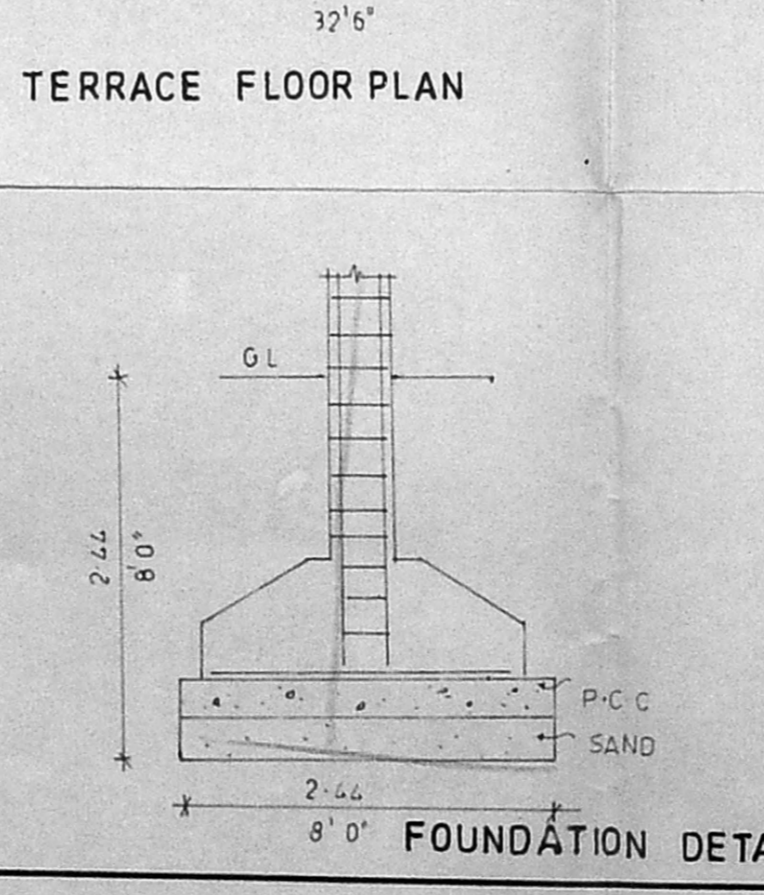 32'6"
TERRACE FLOOR PLAN
GL
2.44
8'0"
P.C C
SAND
2.44
8' 0"
FOUNDATION DETA